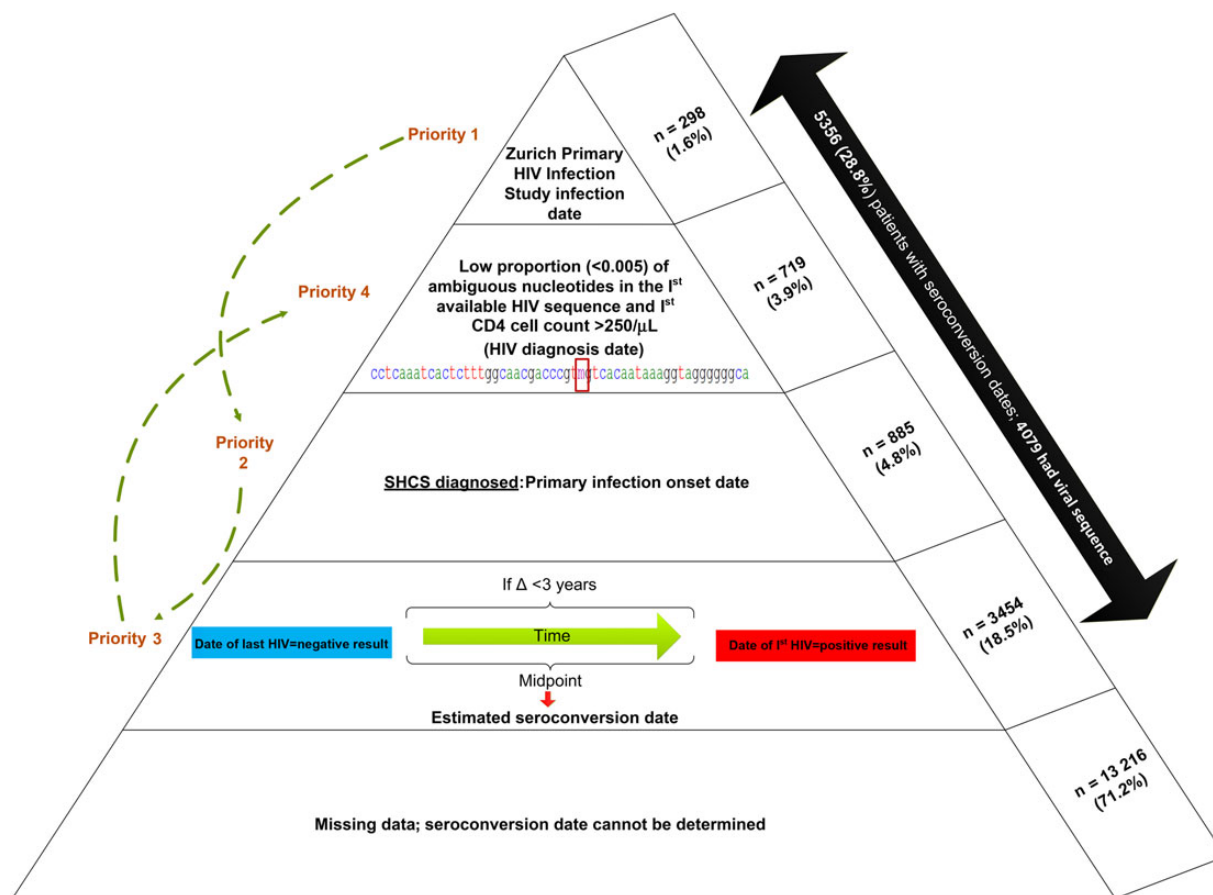 Priority 1
Zurich Primary
HIV Infection
Study infection
date
n = 298
(1.6%)
5356 (28.8%) patients with seroconversion dates; 4079 had viral sequence
Priority 4
Low proportion (<0.005) of
ambiguous nucleotides in the Ist
available HIV sequence and Ist
CD4 cell count >250/μL
(HIV diagnosis date)
cctcaaatcactctttggcaacgacccgtmgtcacaataaaggtaggggggca
n = 719
(3.9%)
Priority
2
SHCS diagnosed:Primary infection onset date
n = 885
(4.8%)
Priority 3
If Δ <3 years
Date of last HIV=negative result
Time
Date of Ist HIV=positive result
Midpoint
Estimated seroconversion date
n = 3454
(18.5%)
Missing data; seroconversion date cannot be determined
n = 13 216
(71.2%)